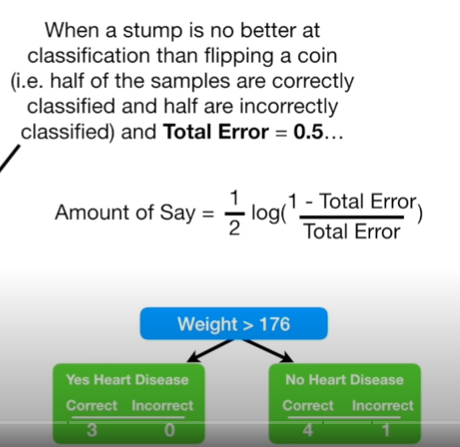 When a stump is no better at
classification than flipping a coin
(i.e. half of the samples are correctly
classified and half are incorrectly
classified) and Total Error = 0.5...
Amount of Say = 1/2 log(1 - Total Error / Total Error)
Weight > 176
Yes Heart Disease
Correct Incorrect
3 0
No Heart Disease
Correct Incorrect
4 1